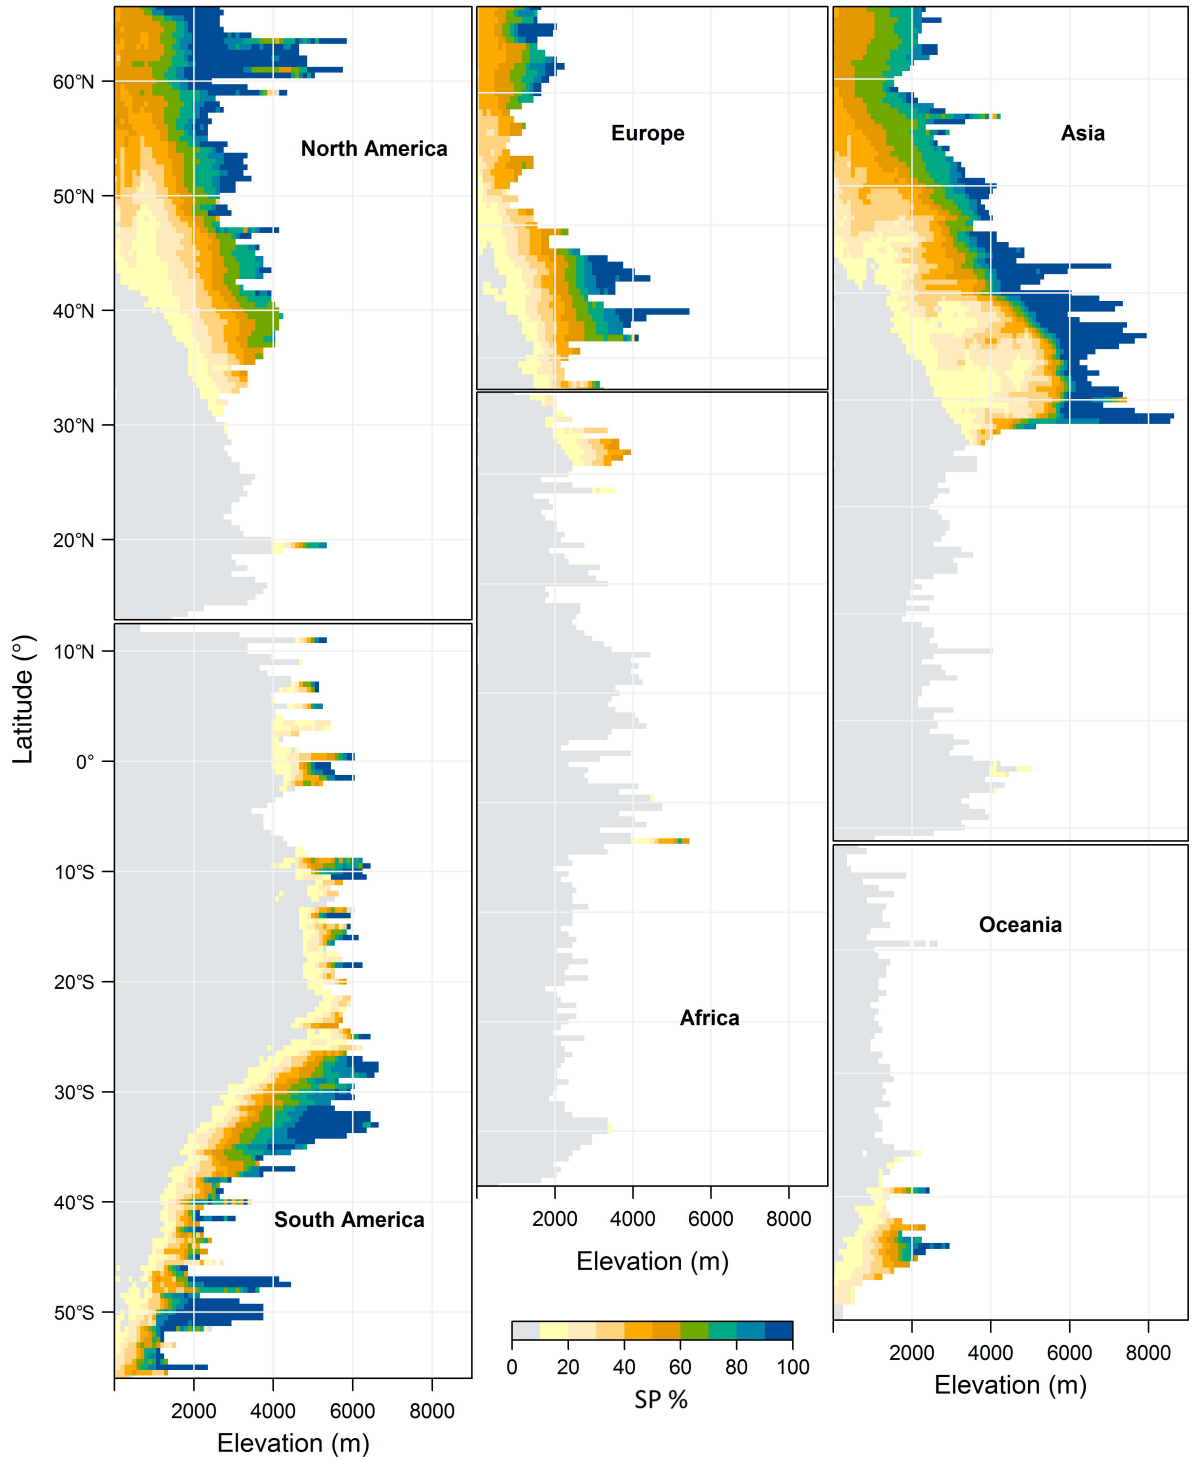 North America
Europe
Asia
60°N
50°N
40°N
30°N
20°N
10°N
0°
10°S
20°S
30°S
40°S
50°S
Latitude (°)
South America
Africa
Oceania
2000 4000 6000 8000
Elevation (m)
2000 4000 6000 8000
Elevation (m)
2000 4000 6000 8000
Elevation (m)
0 20 40 60 80 100
SP %